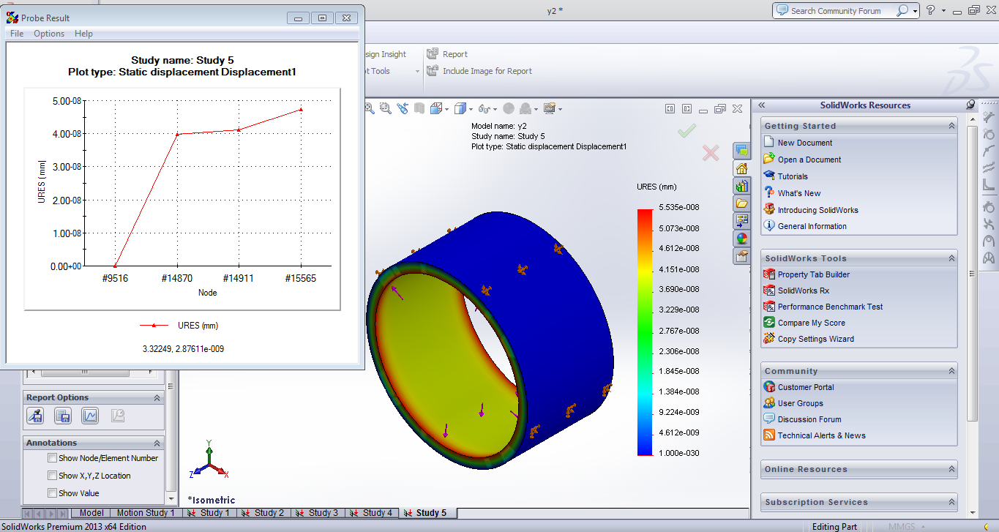 Probe Result
File Options Help
Study name: Study 5
Plot type: Static displacement Displacement1
5.00-08
4.00-08
3.00-08
2.00-08
1.00-08
0.00+00
URES (mm)
#9516 #14870 #14911 #15565
Node
URES (mm)
3.32249, 2.87611e-009
y2 *
Search Community Forum
sign Insight
t Tools
Report
Include Image for Report
Model name: y2
Study name: Study 5
Plot type: Static displacement Displacement1
URES (mm)
5.535e-008
5.073e-008
4.612e-008
4.151e-008
3.690e-008
3.229e-008
2.767e-008
2.306e-008
1.845e-008
1.384e-008
9.224e-009
4.612e-009
1.000e-030
Y
Z
X
*Isometric
Report Options
Annotations
Show Node/Element Number
Show X,Y,Z Location
Show Value
Model Motion Study 1 Study 1 Study 2 Study 3 Study 4 Study 5
SolidWorks Premium 2013 x64 Edition
Editing Part
MMGS
SolidWorks Resources
Getting Started
New Document
Open a Document
Tutorials
What's New
Introducing SolidWorks
General Information
SolidWorks Tools
Property Tab Builder
SolidWorks Rx
Performance Benchmark Test
Compare My Score
Copy Settings Wizard
Community
Customer Portal
User Groups
Discussion Forum
Technical Alerts & News
Online Resources
Subscription Services